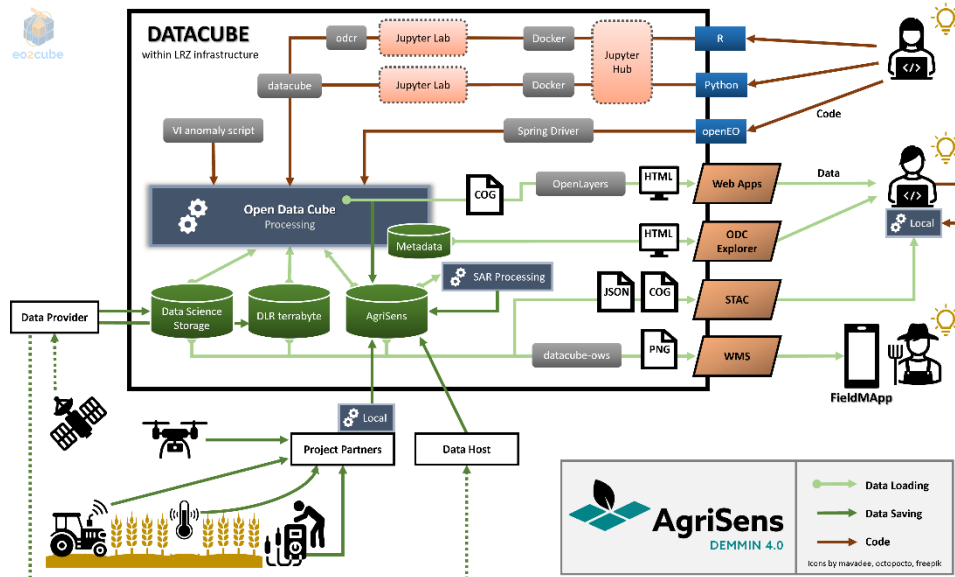 eo2cube
DATACUBE
within LRZ infrastructure
odcr
Jupyter Lab
Docker
Jupyter
Hub
R
datacube
Jupyter Lab
Docker
Python
VI anomaly script
Spring Driver
openEO
Code
</>
COG
OpenLayers
HTML
Web Apps
Data
</>
Open Data Cube
Processing
Metadata
HTML
ODC
Explorer
Local
SAR Processing
Data Provider
Data Science
Storage
DLR terrabyte
AgriSens
JSON
COG
STAC
datacube-ows
PNG
WMS
FieldMApp
Local
Project Partners
Data Host
AgriSens
DEMMIN 4.0
Data Loading
Data Saving
Code
Icons by mavadee, octopocto, freepik